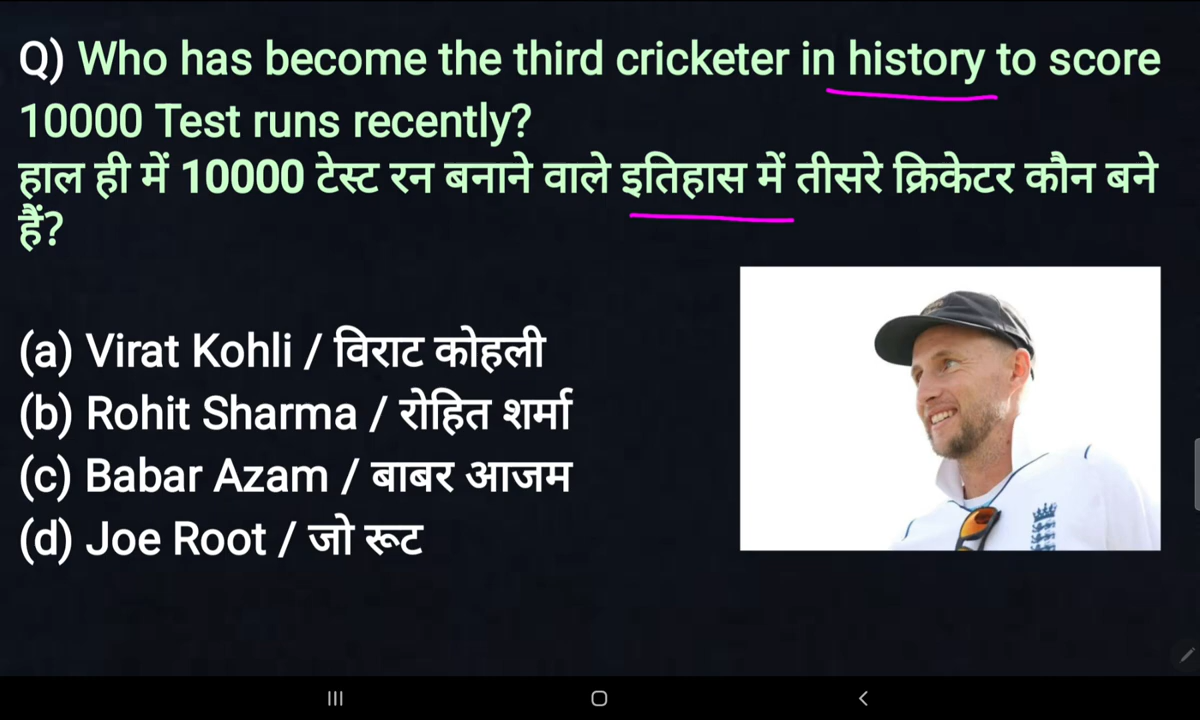 Q) Who has become the third cricketer in history to score
10000 Test runs recently?
हाल ही में 10000 टेस्ट रन बनाने वाले इतिहास में तीसरे क्रिकेटर कौन बने
हैं?
(a) Virat Kohli / विराट कोहली
(b) Rohit Sharma / रोहित शर्मा
(c) Babar Azam / बाबर आजम
(d) Joe Root / जो रूट